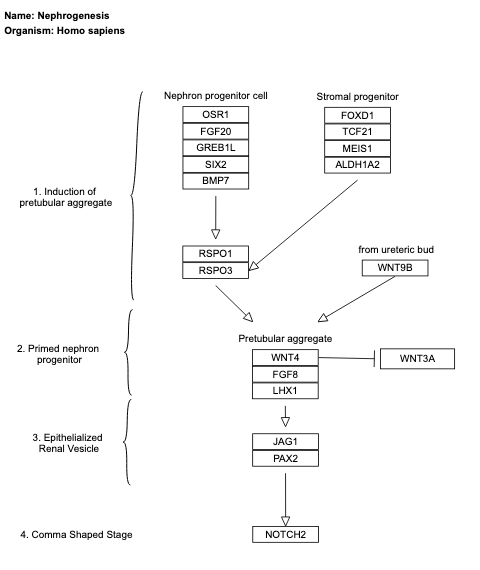 Name: Nephrogenesis
Organism: Homo sapiens
Nephron progenitor cell
OSR1
FGF20
GREB1L
SIX2
BMP7
Stromal progenitor
FOXD1
TCF21
MEIS1
ALDH1A2
1. Induction of
pretubular aggregate
RSPO1
RSPO3
from ureteric bud
WNT9B
2. Primed nephron
progenitor
Pretubular aggregate
WNT4
FGF8
LHX1
WNT3A
3. Epithelialized
Renal Vesicle
JAG1
PAX2
4. Comma Shaped Stage
NOTCH2